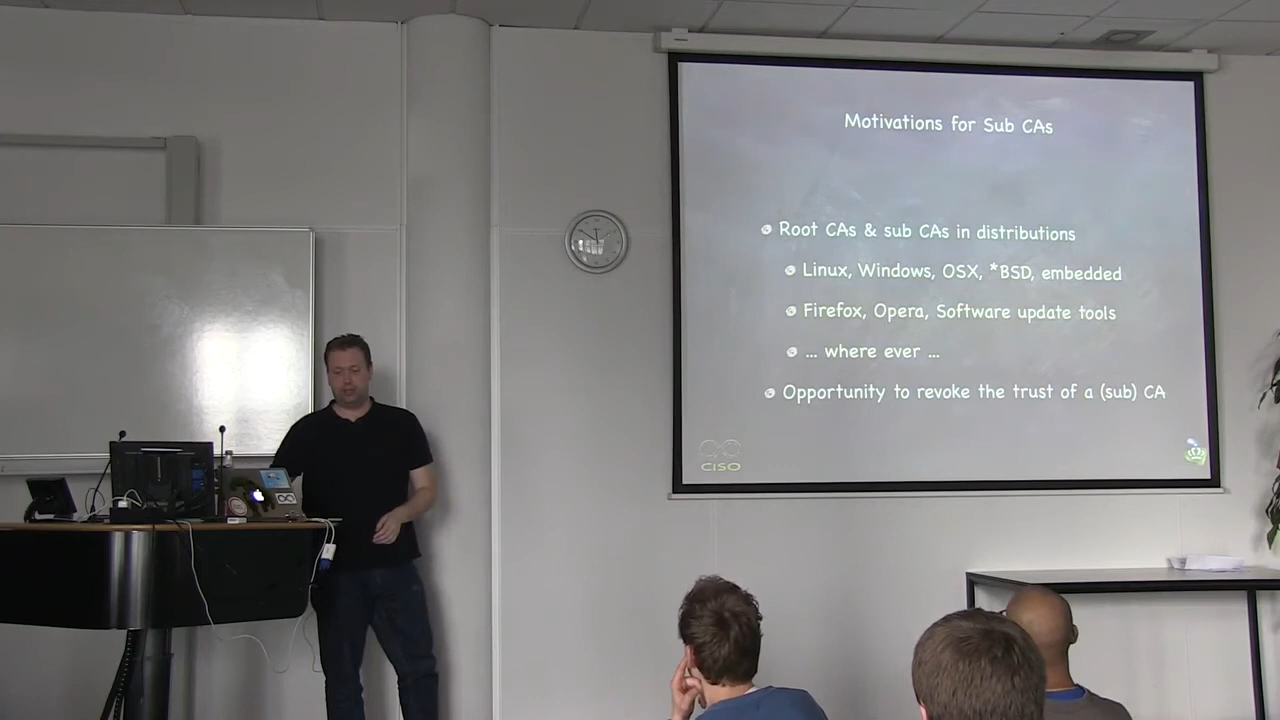 Motivations for Sub CAs
Root CAs & sub CAs in distributions
Linux, Windows, OSX, *BSD, embedded
Firefox, Opera, Software update tools
... where ever ...
Opportunity to revoke the trust of a (sub) CA
CISO